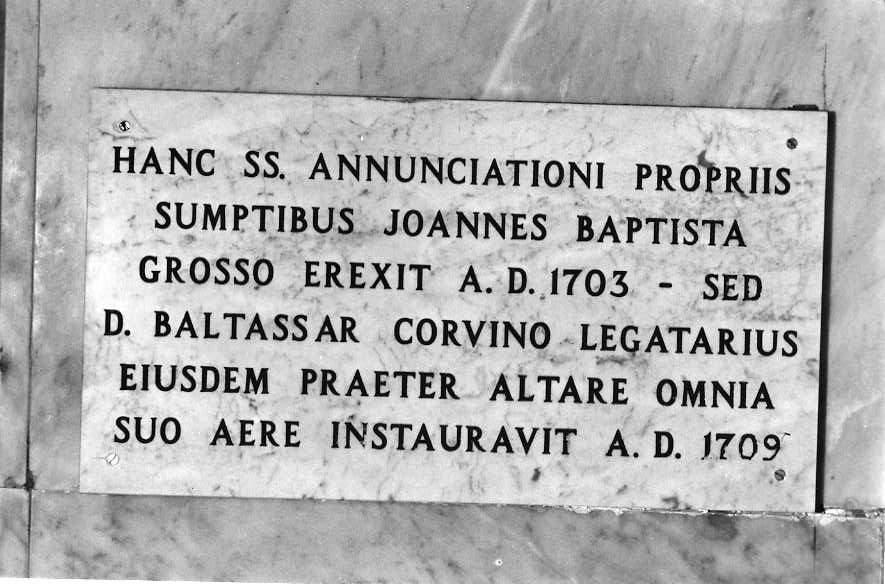 HANC SS. ANNUNCIATIONI PROPRIIS
SUMPTIBUS JOANNES BAPTISTA
GROSSO EREXIT A. D. 1703 - SED
D. BALTASSAR CORVINO LEGATARIUS
EIUSDEM PRAETER ALTARE OMNIA
SUO AERE INSTAURAVIT A. D. 1709